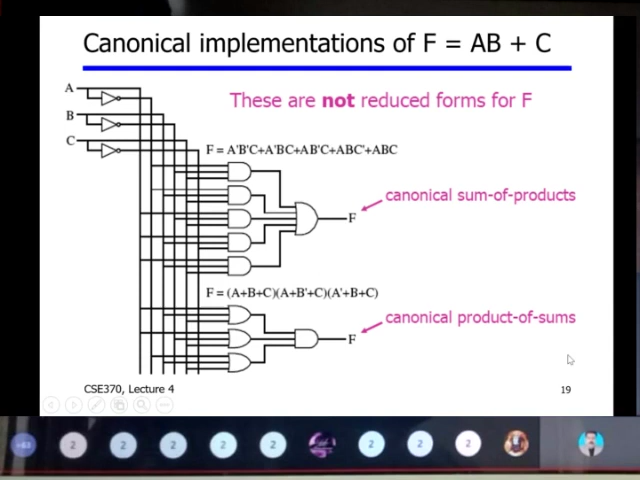 Canonical implementations of F = AB + C
These are not reduced forms for F
A
B
C
F = A'B'C+A'BC+AB'C+ABC'+ABC
canonical sum-of-products
F
F = (A+B+C)(A+B'+C)(A'+B+C)
canonical product-of-sums
F
CSE370, Lecture 4
19
2 2 2 2 2 2 2 2